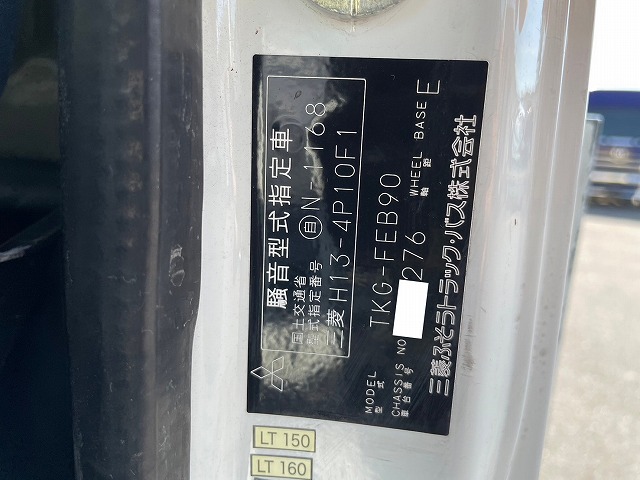 騒音型式指定車
国土交通省
型式指定番号 自N-1168
三菱 H13-4P10F1
MODEL
型式 TKG-FEB90
CHASSIS NO
車台番号 276
WHEEL BASE
軸距 E
三菱ふそうトラック・バス株式会社
LT 150
LT 160